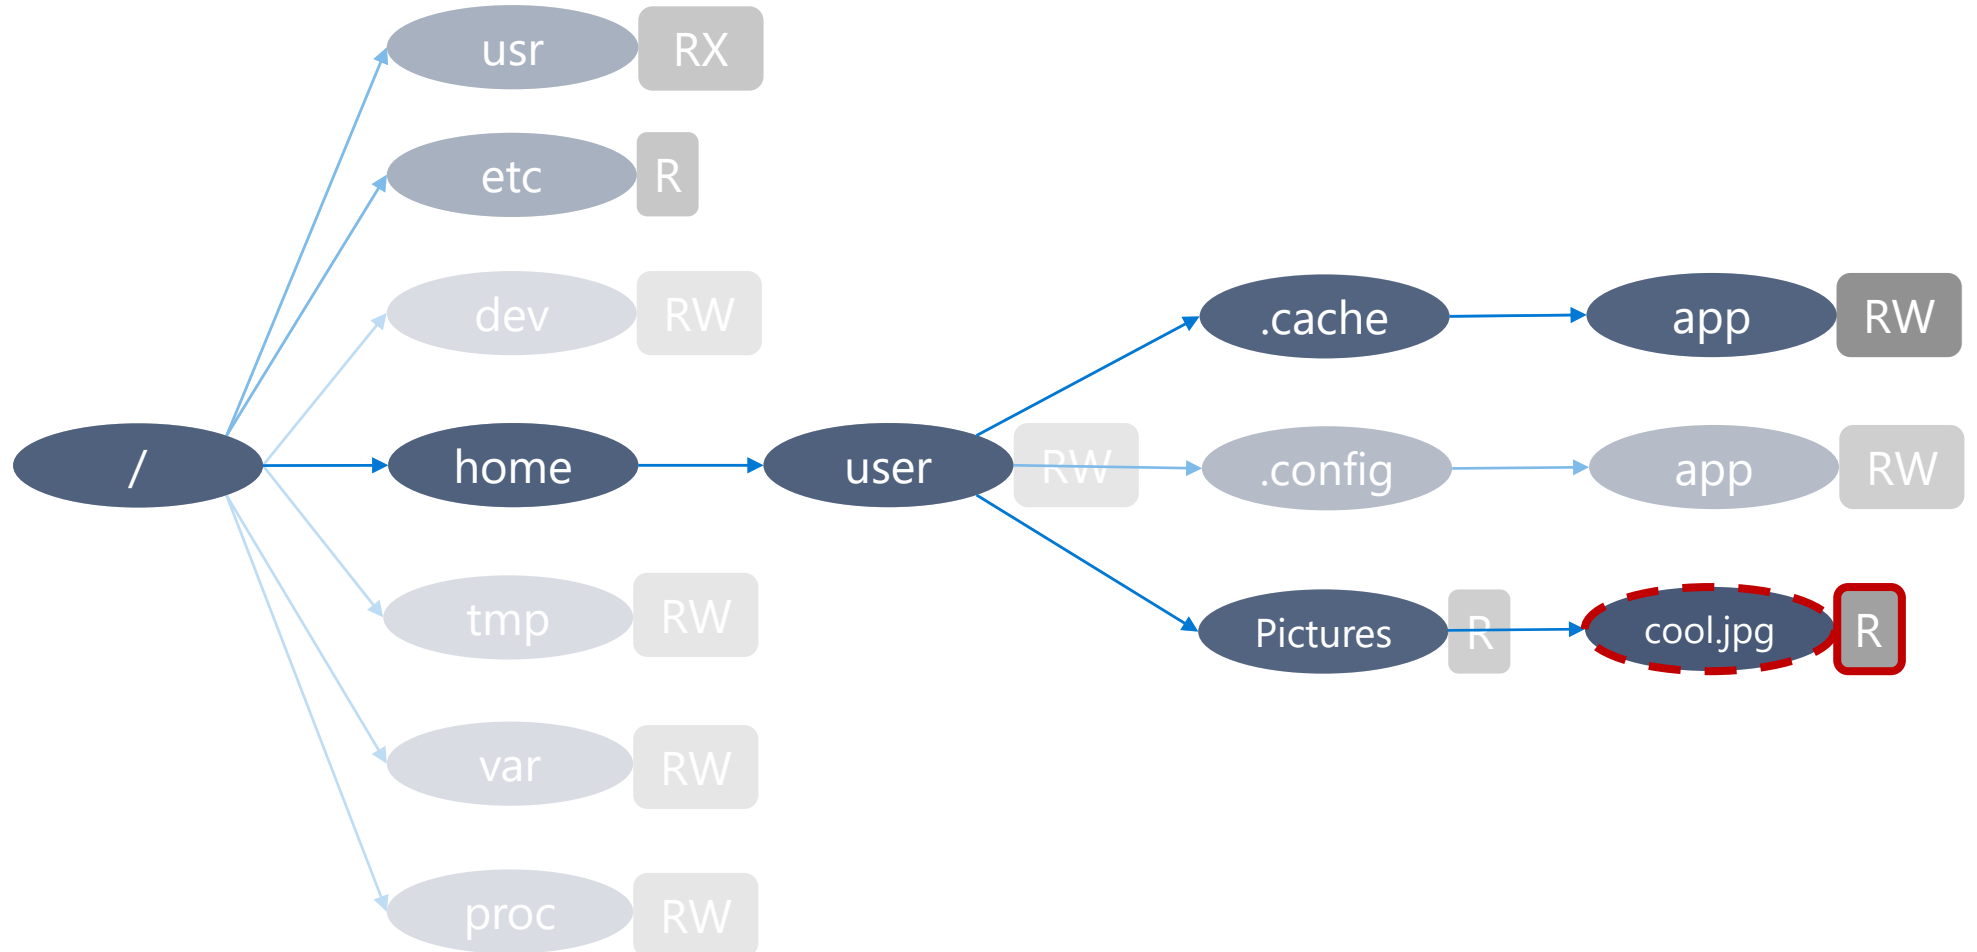 usr RX
etc R
dev RW
.cache app RW
/ home user RW .config app RW
tmp RW
Pictures R cool.jpg R
var RW
proc RW